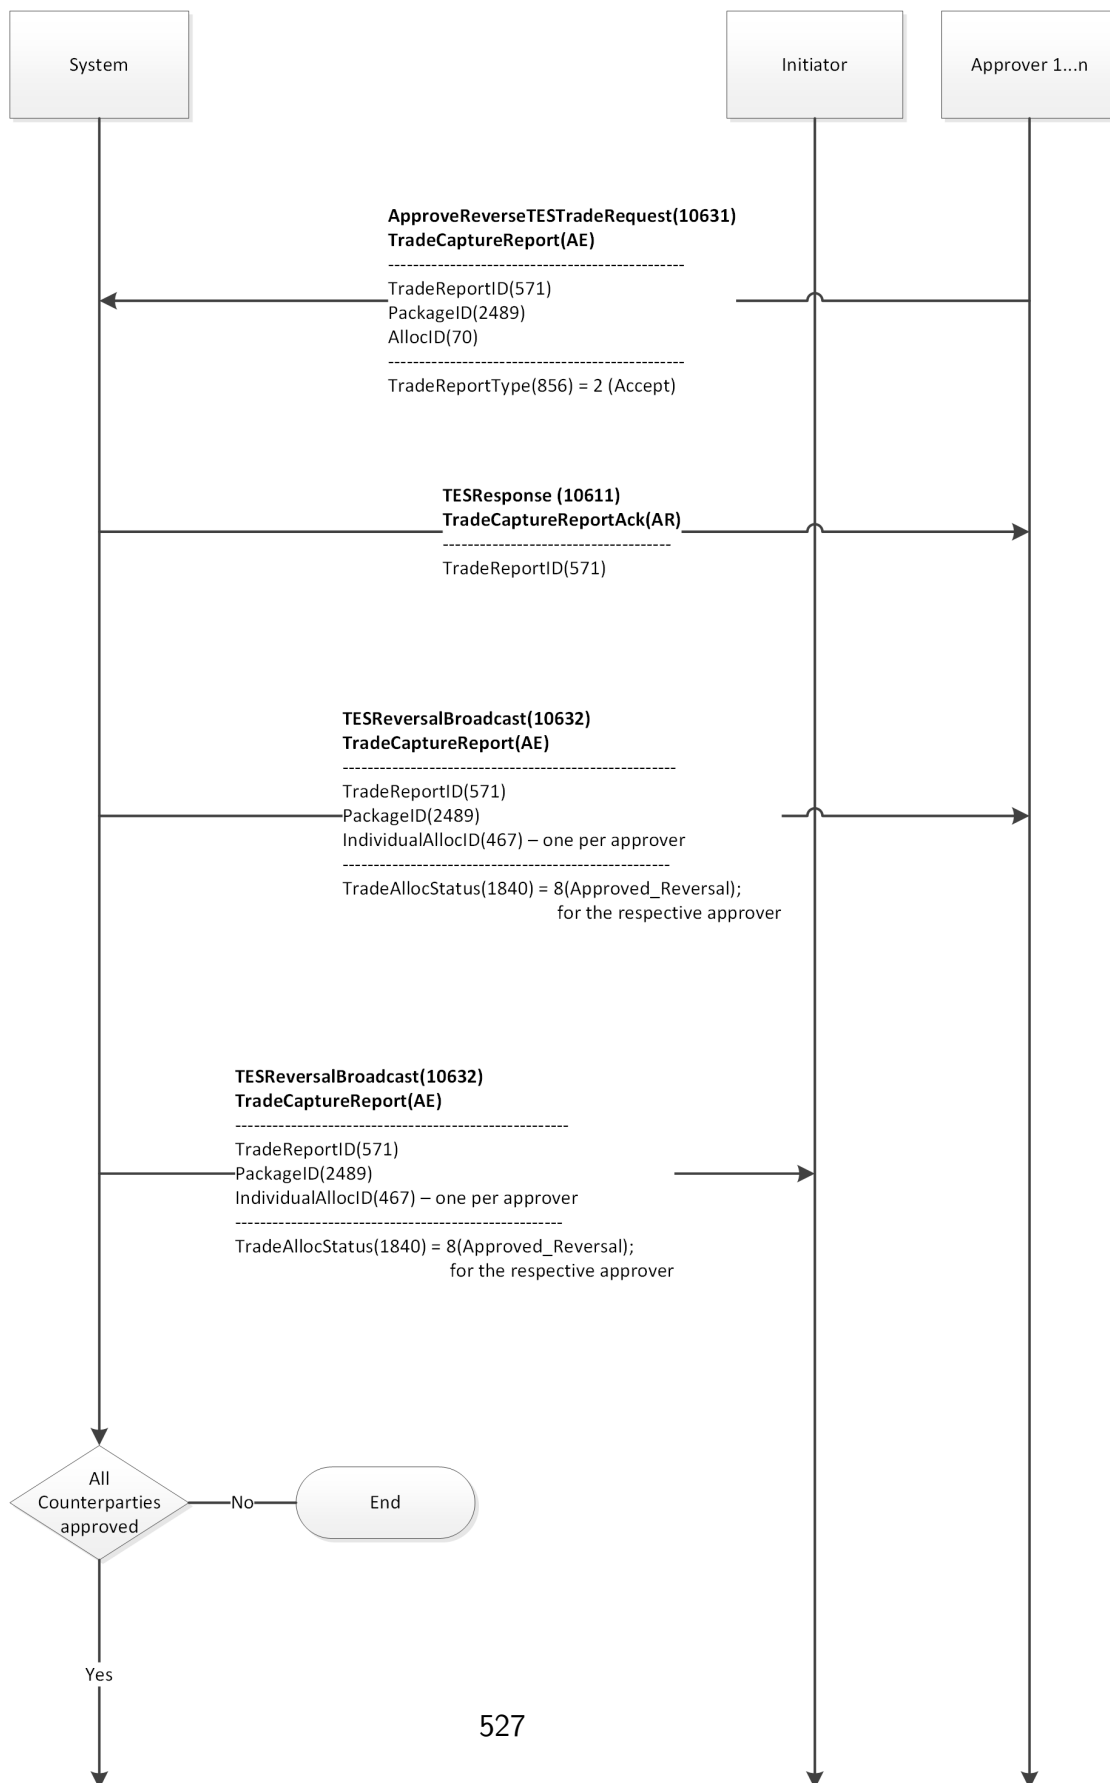 System
Initiator
Approver 1...n
ApproveReverseTESTradeRequest(10631)
TradeCaptureReport(AE)
------------------------------------------------
TradeReportID(571)
PackageID(2489)
AllocID(70)
------------------------------------------------
TradeReportType(856) = 2 (Accept)
TESResponse (10611)
TradeCaptureReportAck(AR)
-------------------------------------
TradeReportID(571)
TESReversalBroadcast(10632)
TradeCaptureReport(AE)
------------------------------------------------------
TradeReportID(571)
PackageID(2489)
IndividualAllocID(467) – one per approver
-----------------------------------------------------
TradeAllocStatus(1840) = 8(Approved_Reversal);
for the respective approver
TESReversalBroadcast(10632)
TradeCaptureReport(AE)
------------------------------------------------------
TradeReportID(571)
PackageID(2489)
IndividualAllocID(467) – one per approver
-----------------------------------------------------
TradeAllocStatus(1840) = 8(Approved_Reversal);
for the respective approver
All
Counterparties
approved
No
End
Yes
527